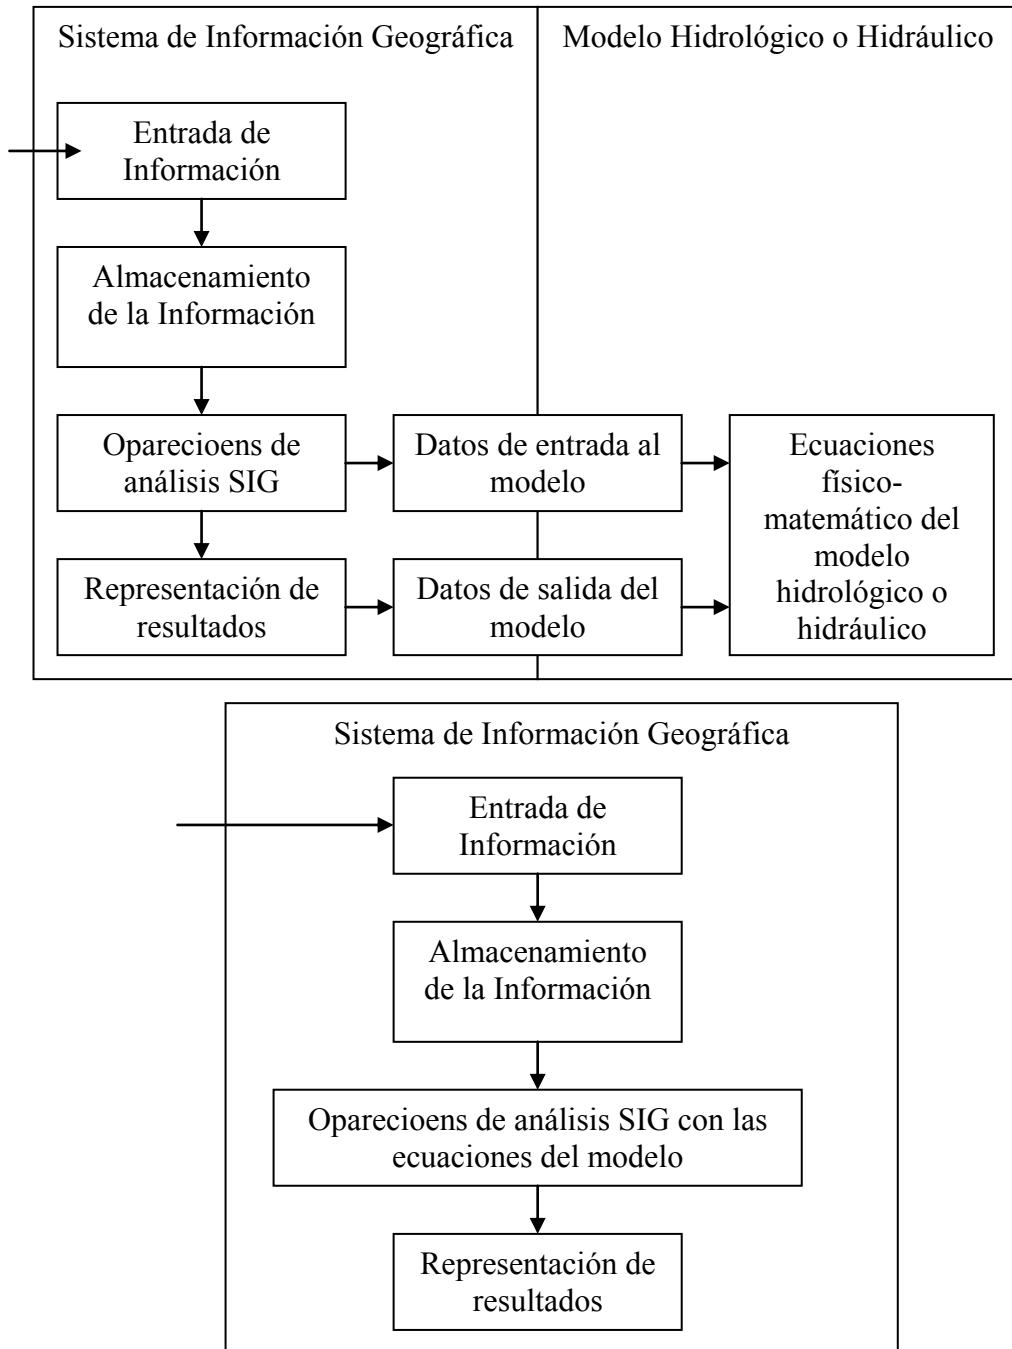 Sistema de Información Geográfica
Modelo Hidrológico o Hidráulico
Entrada de
Información
Almacenamiento
de la Información
Oparecioens de
análisis SIG
Datos de entrada al
modelo
Ecuaciones
físico-
matemático del
modelo
hidrológico o
hidráulico
Representación de
resultados
Datos de salida del
modelo
Sistema de Información Geográfica
Entrada de
Información
Almacenamiento
de la Información
Oparecioens de análisis SIG con las
ecuaciones del modelo
Representación de
resultados